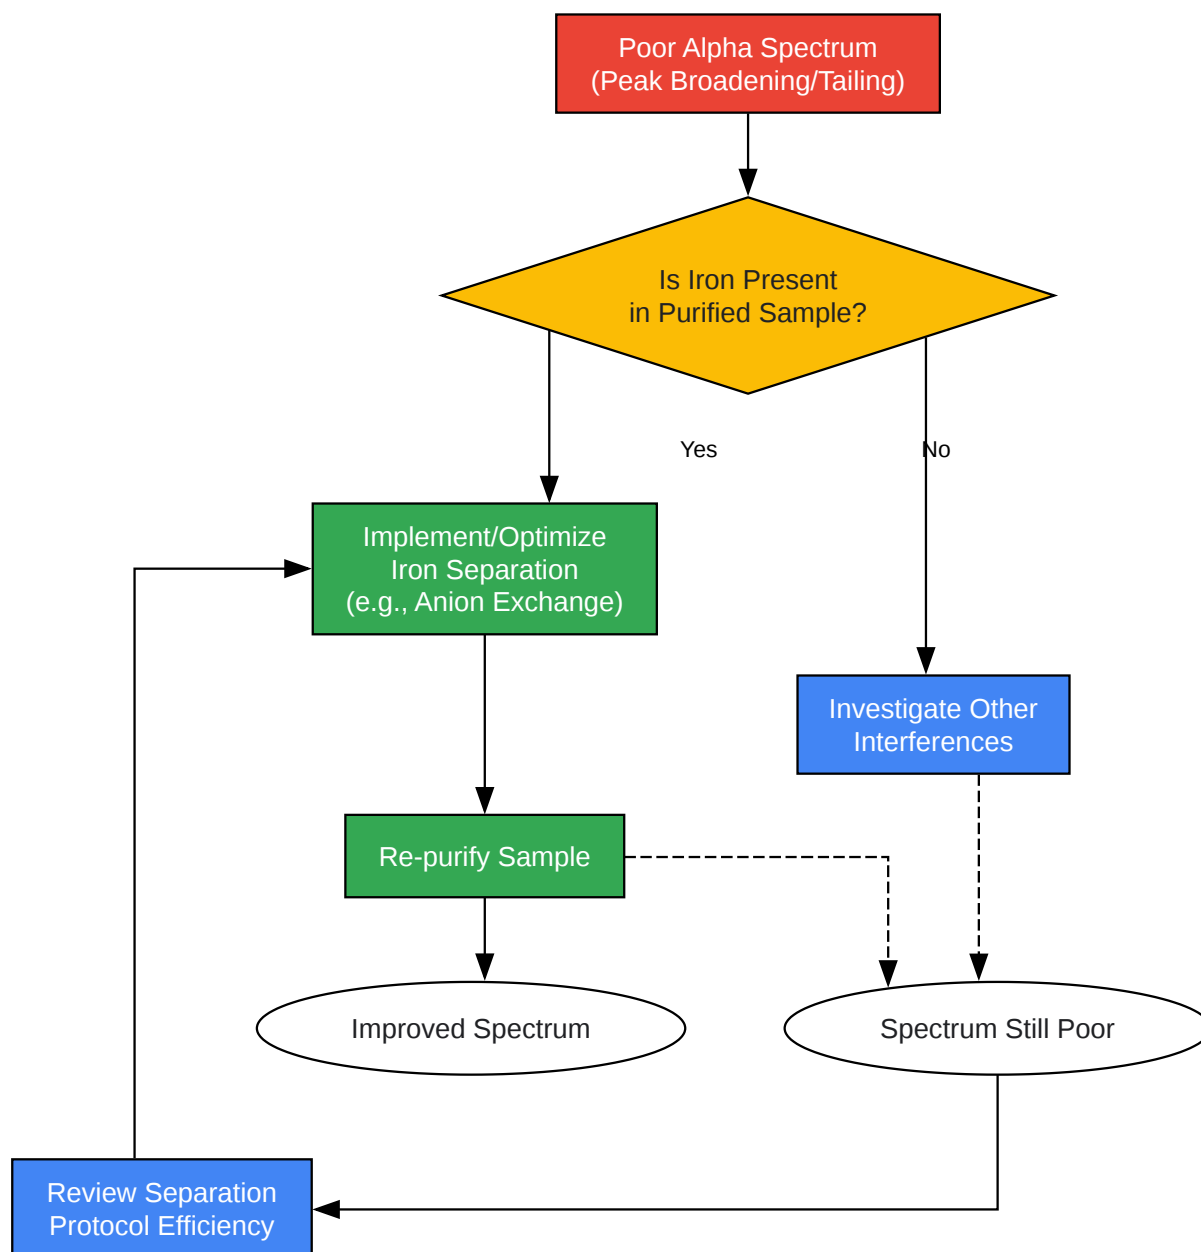 Poor Alpha Spectrum
(Peak Broadening/Tailing)
Is Iron Present
in Purified Sample?
Yes
No
Implement/Optimize
Iron Separation
(e.g., Anion Exchange)
Investigate Other
Interferences
Re-purify Sample
Improved Spectrum
Spectrum Still Poor
Review Separation
Protocol Efficiency